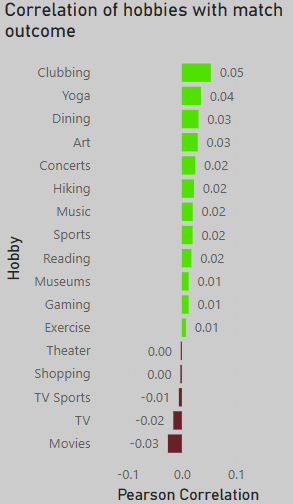 Correlation of hobbies with match
outcome
Hobby
Clubbing 0.05
Yoga 0.04
Dining 0.03
Art 0.03
Concerts 0.02
Hiking 0.02
Music 0.02
Sports 0.02
Reading 0.02
Museums 0.01
Gaming 0.01
Exercise 0.01
Theater 0.00
Shopping 0.00
TV Sports -0.01
TV -0.02
Movies -0.03
-0.1 0.0 0.1
Pearson Correlation